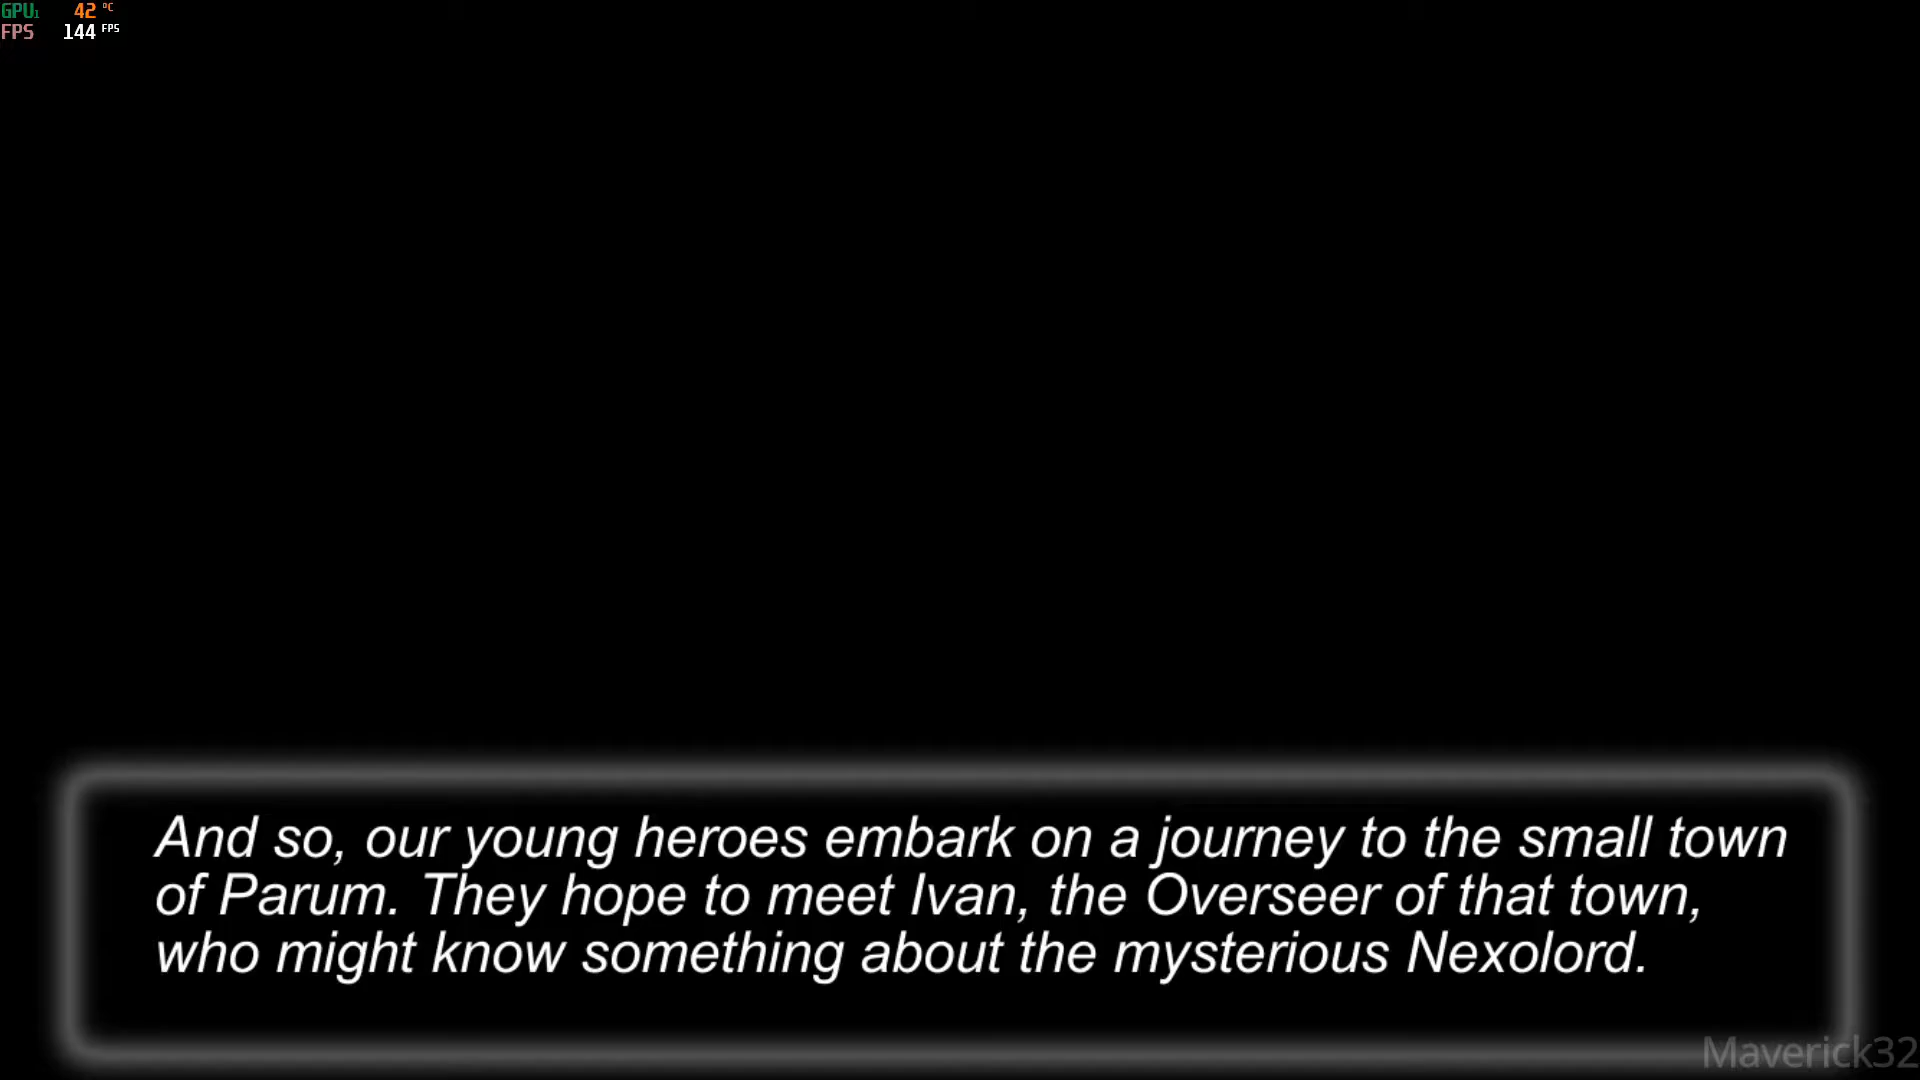 GPU1 42 °C
FPS 144 FPS
And so, our young heroes embark on a journey to the small town
of Parum. They hope to meet Ivan, the Overseer of that town,
who might know something about the mysterious Nexolord.
Maverick32